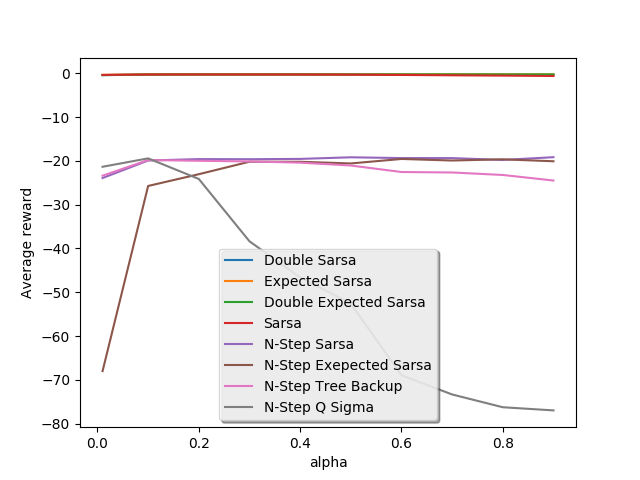 0
−10
−20
−30
−40
−50
−60
−70
−80
Average reward
0.0 0.2 0.4 0.6 0.8
alpha
Double Sarsa
Expected Sarsa
Double Expected Sarsa
Sarsa
N-Step Sarsa
N-Step Exepected Sarsa
N-Step Tree Backup
N-Step Q Sigma